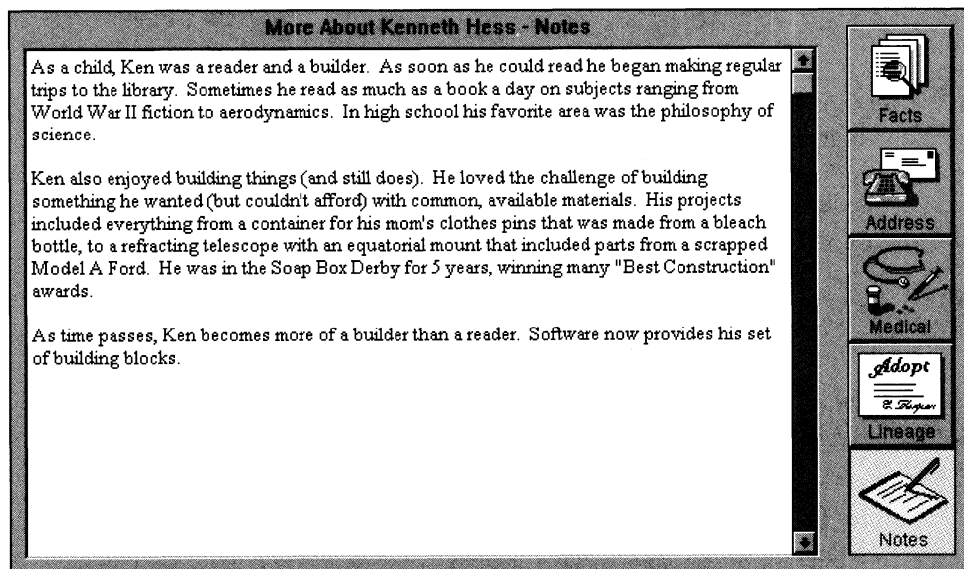 More About Kenneth Hess - Notes
As a child, Ken was a reader and a builder. As soon as he could read he began making regular
trips to the library. Sometimes he read as much as a book a day on subjects ranging from
World War II fiction to aerodynamics. In high school his favorite area was the philosophy of
science.
Ken also enjoyed building things (and still does). He loved the challenge of building
something he wanted (but couldn't afford) with common, available materials. His projects
included everything from a container for his mom's clothes pins that was made from a bleach
bottle, to a refracting telescope with an equatorial mount that included parts from a scrapped
Model A Ford. He was in the Soap Box Derby for 5 years, winning many "Best Construction"
awards.
As time passes, Ken becomes more of a builder than a reader. Software now provides his set
of building blocks.
Facts
Address
Medical
Adopt
Lineage
Notes